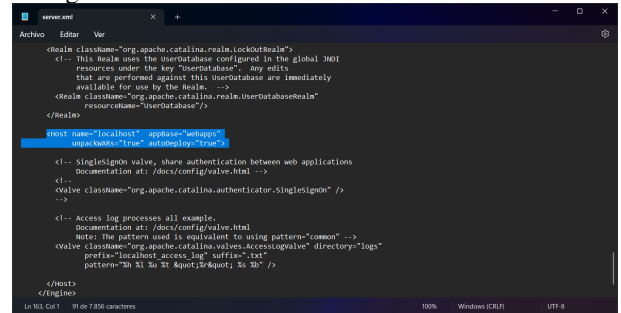 server.xml
Archivo Editar Ver
<Realm className="org.apache.catalina.realm.LockOutRealm">
<!-- This Realm uses the UserDatabase configured in the global JNDI
resources under the key "UserDatabase". Any edits
that are performed against this UserDatabase are immediately
available for use by the Realm. -->
<Realm className="org.apache.catalina.realm.UserDatabaseRealm"
resourceName="UserDatabase"/>
</Realm>
<Host name="localhost" appBase="webapps"
unpackWARs="true" autoDeploy="true">
<!-- SingleSignOn valve, share authentication between web applications
Documentation at: /docs/config/valve.html -->
<!--
<Valve className="org.apache.catalina.authenticator.SingleSignOn" />
-->
<!-- Access log processes all example.
Documentation at: /docs/config/valve.html
Note: The pattern used is equivalent to using pattern="common" -->
<Valve className="org.apache.catalina.valves.AccessLogValve" directory="logs"
prefix="localhost_access_log" suffix=".txt"
pattern="%h %l %u %t &quot;%r&quot; %s %b" />
</Host>
</Engine>
Ln 163, Col 1 91 de 7.856 caracteres 100% Windows (CRLF) UTF-8